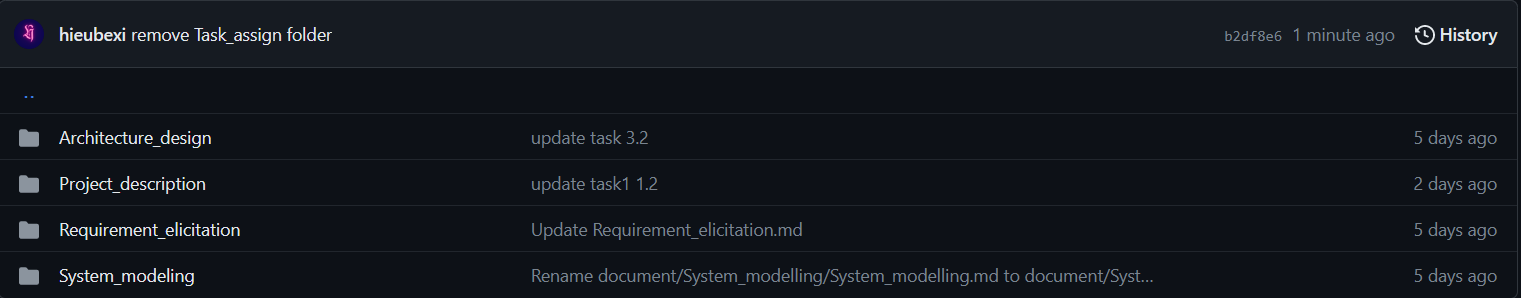 hieubexi remove Task_assign folder b2df8e6 1 minute ago History
..
Architecture_design update task 3.2 5 days ago
Project_description update task1 1.2 2 days ago
Requirement_elicitation Update Requirement_elicitation.md 5 days ago
System_modeling Rename document/System_modelling/System_modelling.md to document/Syst... 5 days ago